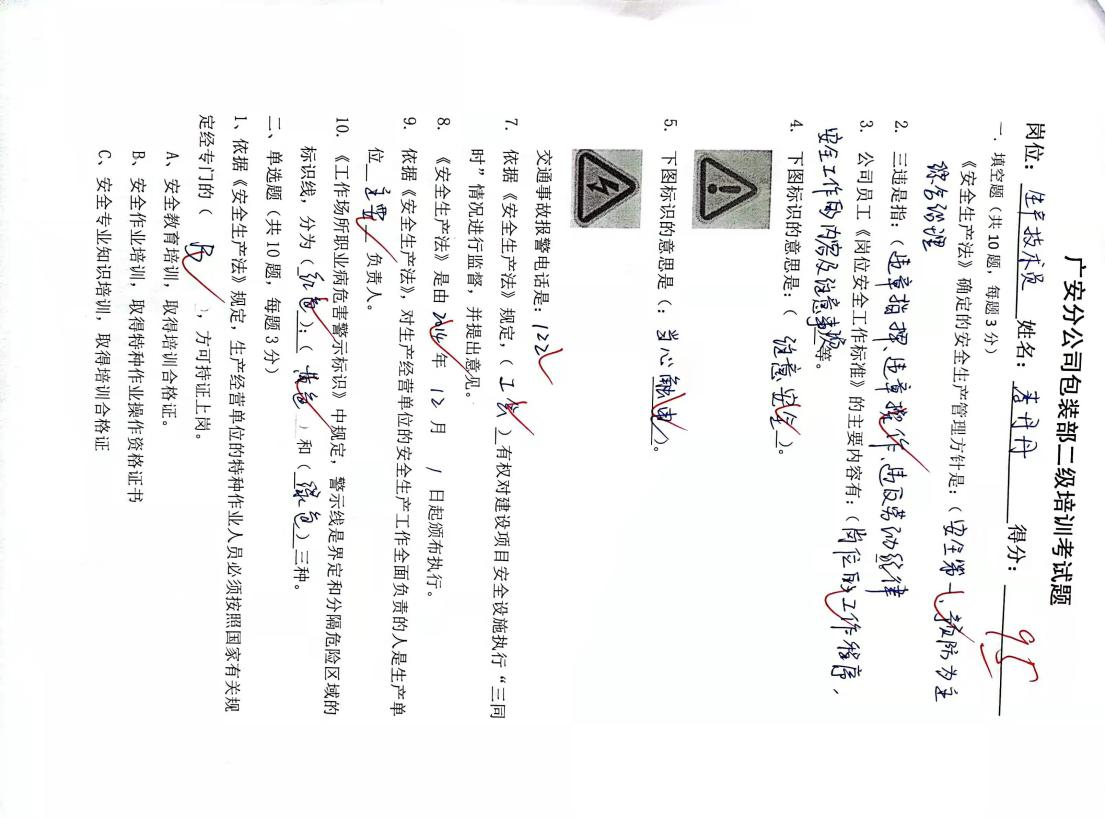 广安分公司包装部二级培训考试题
岗位：生产技术员 姓名：丹丹 得分：95
一. 填空题（共10题，每题3分）
《安全生产法》确定的安全生产管理方针是：（安全第一、预防为主
综合治理
2. 三违是指：（违章指挥、违章操作、违反劳动纪律
3. 公司员工《岗位安全工作标准》的主要内容有：（岗位的工作程序、
安全工作的内容及注意事项等。
4. 下图标识的意思是：（注意安全）。
5. 下图标识的意思是（：当心触电）。
交通事故报警电话是：122
7. 依据《安全生产法》规定，（工会）有权对建设项目安全设施执行“三同
时”情况进行监督，并提出意见。
8. 《安全生产法》是由2014年12月1日起颁布执行。
9. 依据《安全生产法》，对生产经营单位的安全生产工作全面负责的人是生产单
位主要负责人。
10. 《工作场所职业病危害警示标识》中规定，警示线是界定和分隔危险区域的
标识线，分为（红色）；（黄色）和（绿色）三种。
二、单选题（共10题，每题3分）
1、依据《安全生产法》规定，生产经营单位的特种作业人员必须按照国家有关规
定经专门的（B），方可持证上岗。
A、安全教育培训，取得培训合格证。
B、安全作业培训，取得特种作业操作资格证书
C、安全专业知识培训，取得培训合格证